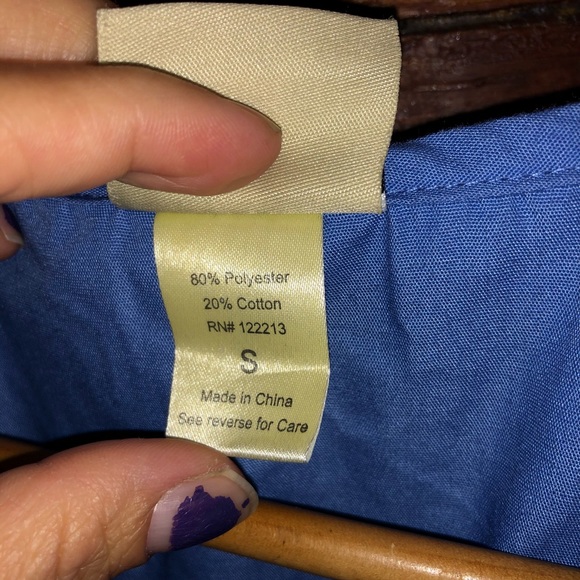 80% Polyester
20% Cotton
RN# 122213
S
Made in China
See reverse for Care